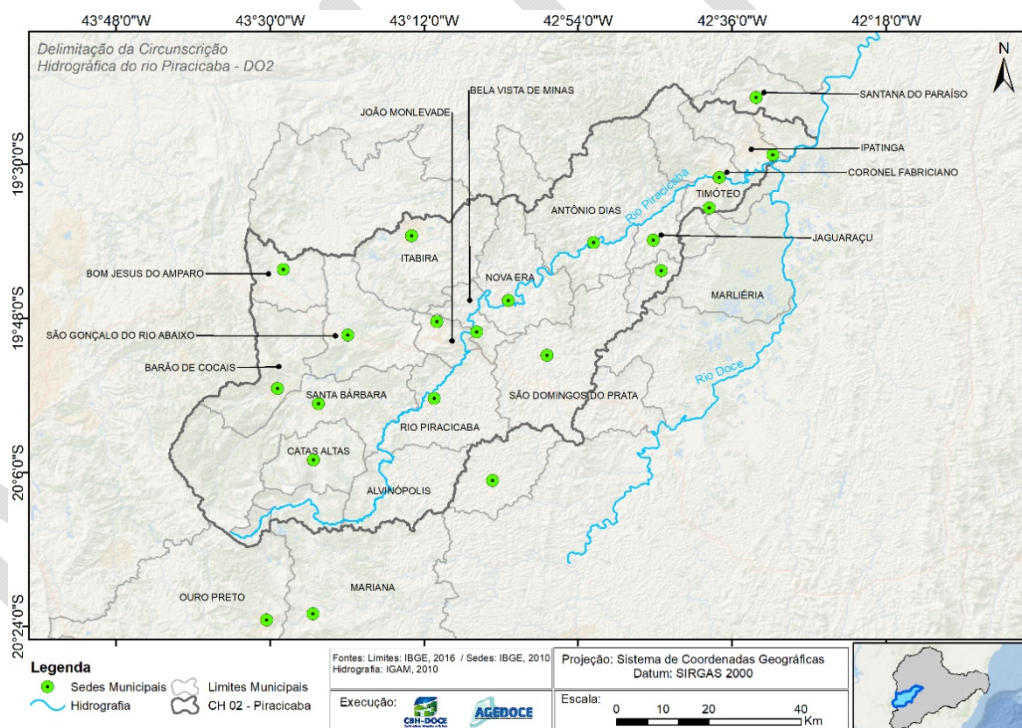 43°48'0"W 43°30'0"W 43°12'0"W 42°54'0"W 42°36'0"W 42°18'0"W
Delimitação da Circunscrição
Hidrográfica do rio Piracicaba - DO2
N
BELA VISTA DE MINAS
SANTANA DO PARAÍSO
JOÃO MONLEVADE
IPATINGA
19°30'0"S
CORONEL FABRICIANO
TIMÓTEO
Rio Piracicaba
ANTÔNIO DIAS
JAGUARAÇU
ITABIRA
BOM JESUS DO AMPARO
NOVA ERA
MARLIÉRIA
19°48'0"S
SÃO GONÇALO DO RIO ABAIXO
BARÃO DE COCAIS
Rio Doce
SANTA BÁRBARA
SÃO DOMINGOS DO PRATA
RIO PIRACICABA
CATAS ALTAS
20°6'0"S
ALVINÓPOLIS
MARIANA
OURO PRETO
20°24'0"S
Legenda
Sedes Municipais
Hidrografia
Limites Municipais
CH 02 - Piracicaba
Fontes: Limites: IBGE, 2016 / Sedes: IBGE, 2010
Hidrografia: IGAM, 2010
Execução:
CBH-DOCE
AGEDOCE
Projeção: Sistema de Coordenadas Geográficas
Datum: SIRGAS 2000
Escala:
0 10 20 40
Km